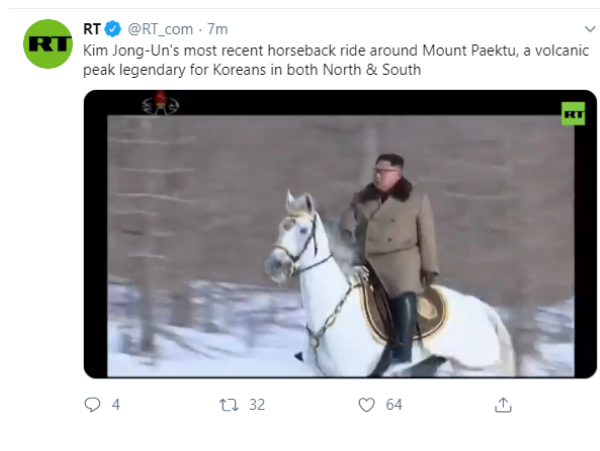 RT
RT @RT_com · 7m
Kim Jong-Un's most recent horseback ride around Mount Paektu, a volcanic
peak legendary for Koreans in both North & South
RT
4 32 64